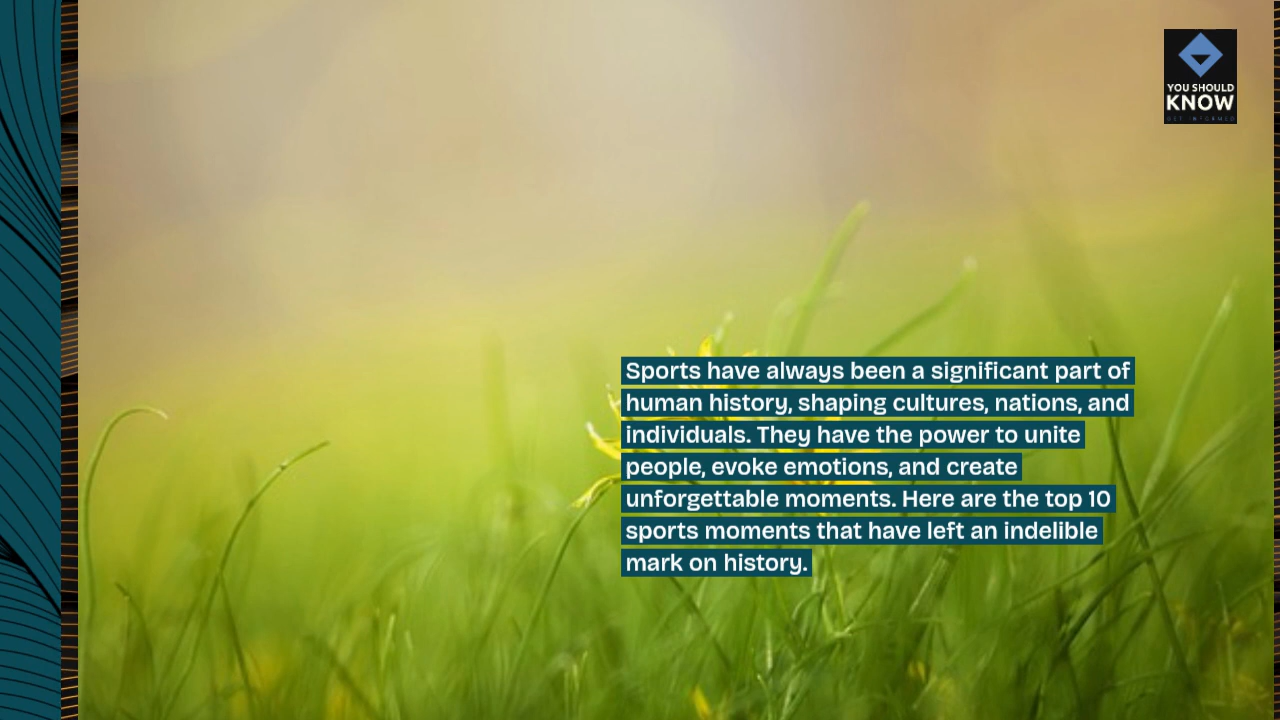 YOU SHOULD
KNOW
GET INFORMED
Sports have always been a significant part of
human history, shaping cultures, nations, and
individuals. They have the power to unite
people, evoke emotions, and create
unforgettable moments. Here are the top 10
sports moments that have left an indelible
mark on history.